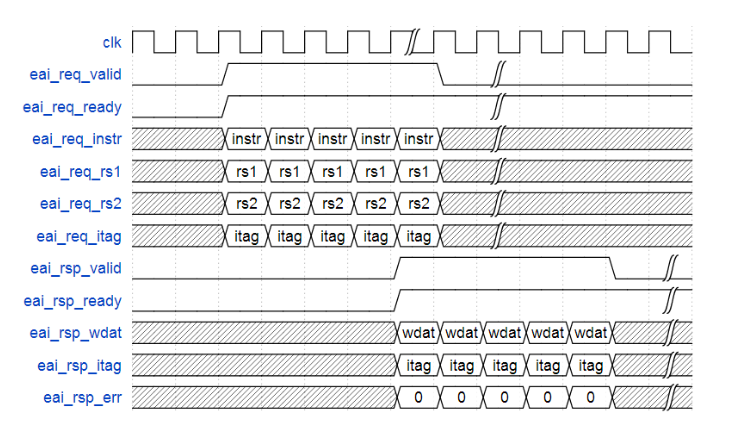 clk
eai_req_valid
eai_req_ready
eai_req_instr instr instr instr instr instr
eai_req_rs1 rs1 rs1 rs1 rs1 rs1
eai_req_rs2 rs2 rs2 rs2 rs2 rs2
eai_req_itag itag itag itag itag itag
eai_rsp_valid
eai_rsp_ready
eai_rsp_wdat wdat wdat wdat wdat wdat
eai_rsp_itag itag itag itag itag itag
eai_rsp_err 0 0 0 0 0